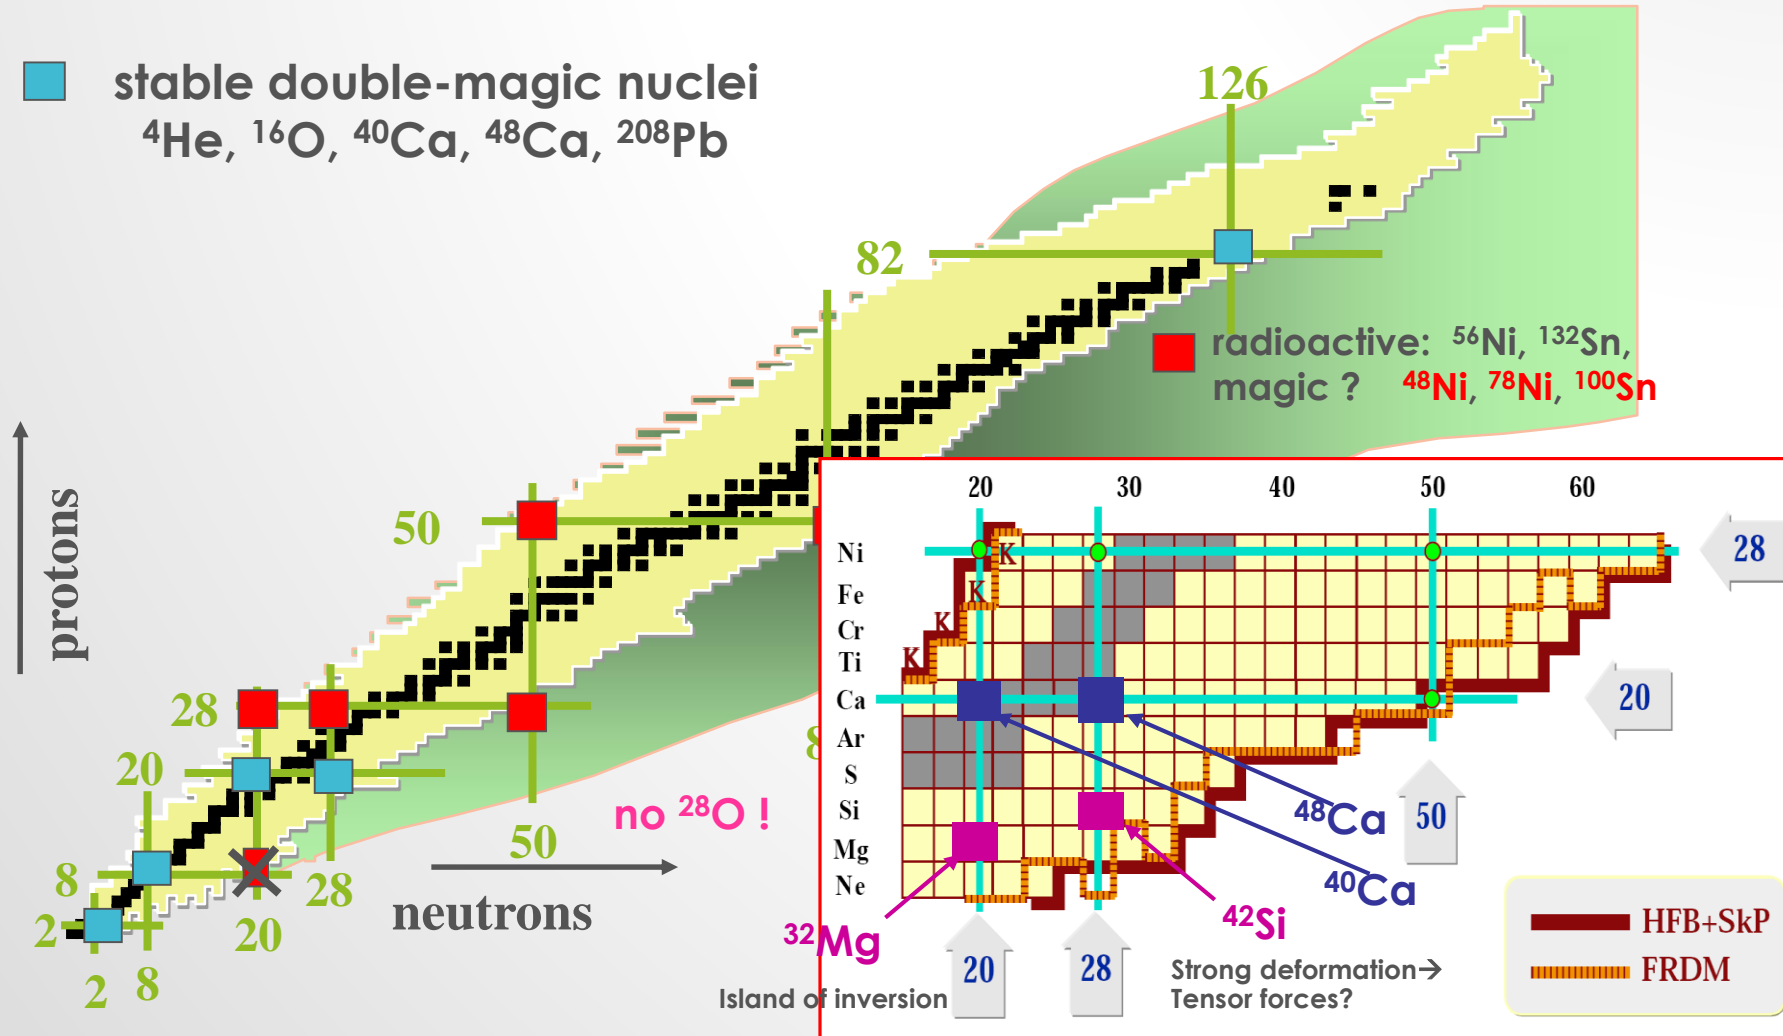 stable double-magic nuclei
⁴He, ¹⁶O, ⁴⁰Ca, ⁴⁸Ca, ²⁰⁸Pb
126
82
radioactive: ⁵⁶Ni, ¹³²Sn,
magic ? ⁴⁸Ni, ⁷⁸Ni, ¹⁰⁰Sn
protons
50
28
20
8
2
2
8
20
28
50
8
no ²⁸O !
neutrons
20 30 40 50 60
Ni
Fe
Cr
Ti
Ca
Ar
S
Si
Mg
Ne
K
K
K
K
28
20
50
⁴⁸Ca
⁴⁰Ca
⁴²Si
³²Mg
20
28
Island of inversion
Strong deformation→
Tensor forces?
HFB+SkP
FRDM